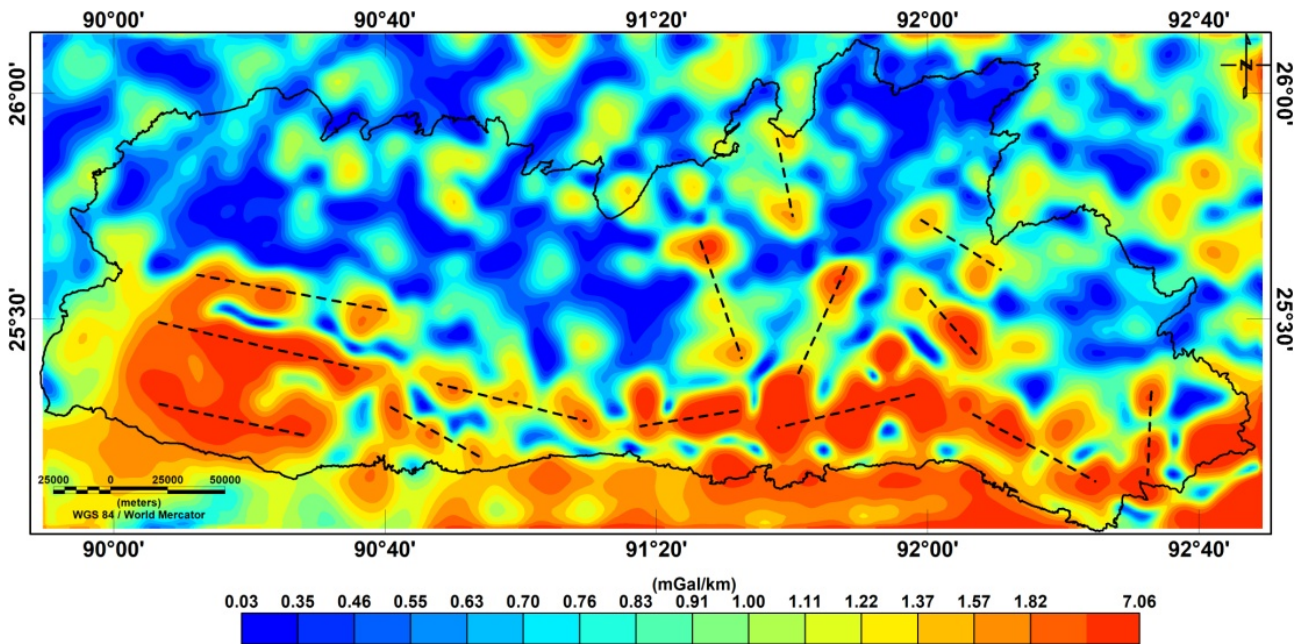 90°00' 90°40' 91°20' 92°00' 92°40'
N
26°00' 26°00'
25°30' 25°30'
25000 0 25000 50000
(meters)
WGS 84 / World Mercator
90°00' 90°40' 91°20' 92°00' 92°40'
(mGal/km)
0.03 0.35 0.46 0.55 0.63 0.70 0.76 0.83 0.91 1.00 1.11 1.22 1.37 1.57 1.82 7.06